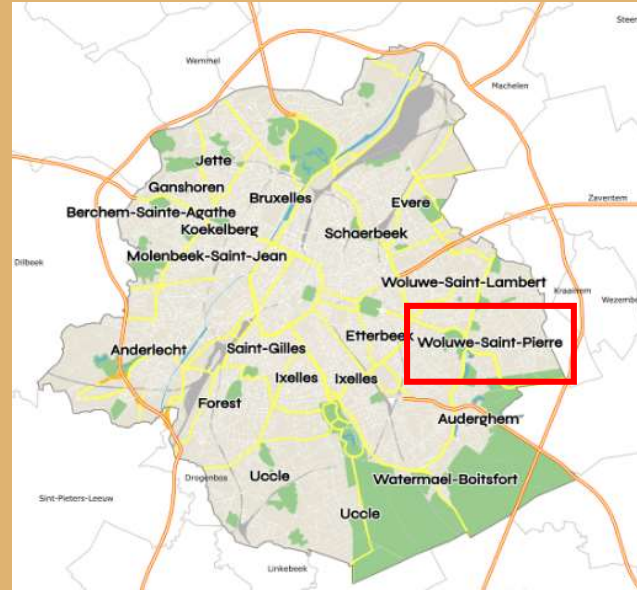 Steen
Wemmel
Machelen
Jette
Ganshoren
Bruxelles
Evere
Zaventem
Berchem-Sainte-Agathe
Koekelberg
Schaerbeek
Molenbeek-Saint-Jean
Dilbeek
Woluwe-Saint-Lambert
Kraainem
Wezembe
Etterbeek
Woluwe-Saint-Pierre
Anderlecht
Saint-Gilles
Ixelles
Ixelles
Forest
Auderghem
Drogenbos
Uccle
Watermael-Boitsfort
Sint-Pieters-Leeuw
Uccle
Linkebeek